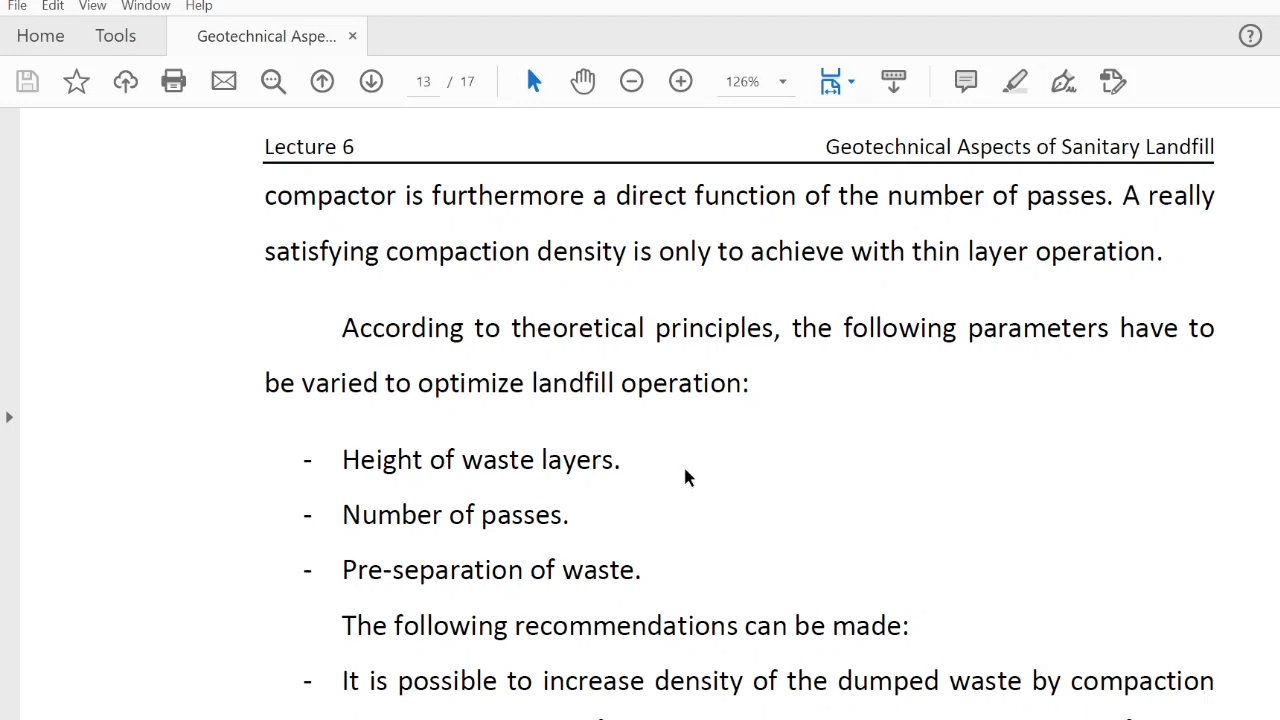 File Edit View Window Help
Home Tools Geotechnical Aspe... ×
13 / 17 126%
Lecture 6 Geotechnical Aspects of Sanitary Landfill
compactor is furthermore a direct function of the number of passes. A really
satisfying compaction density is only to achieve with thin layer operation.
According to theoretical principles, the following parameters have to
be varied to optimize landfill operation:
- Height of waste layers.
- Number of passes.
- Pre-separation of waste.
The following recommendations can be made:
- It is possible to increase density of the dumped waste by compaction